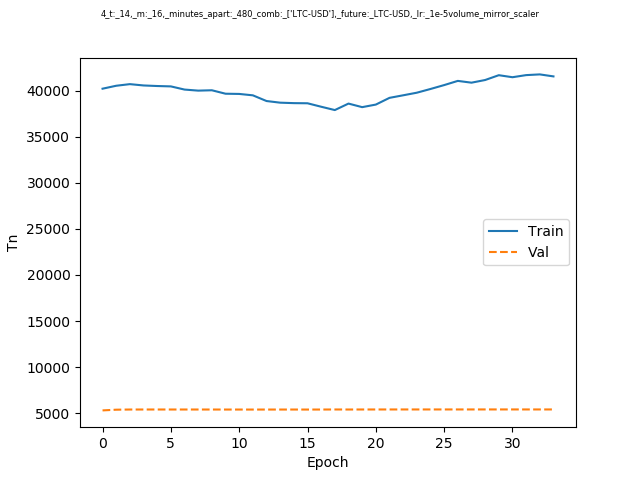 4_t:_14,_m:_16,_minutes_apart:_480_comb:_['LTC-USD'],_future:_LTC-USD,_lr:_1e-5volume_mirror_scaler
40000
35000
30000
25000
20000
15000
10000
5000
Tn
Train
Val
0 5 10 15 20 25 30
Epoch